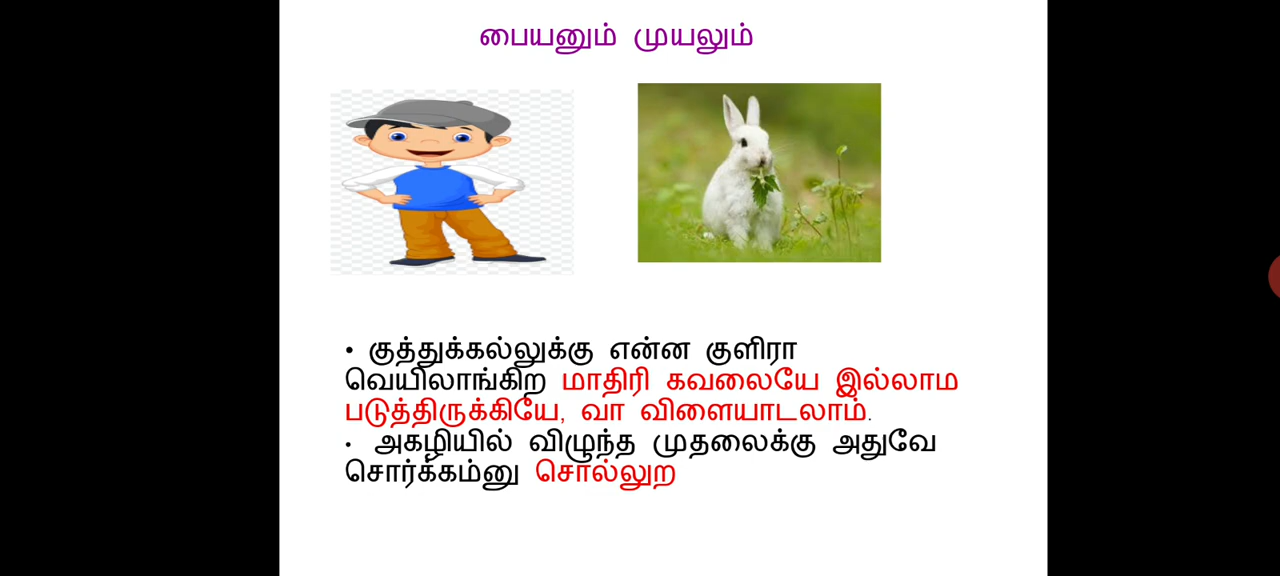 பையனும் முயலும்
• குத்துக்கல்லுக்கு என்ன குளிரா
வெயிலாங்கிற மாதிரி கவலையே இல்லாம
படுத்திருக்கியே, வா விளையாடலாம்.
• அகழியில் விழுந்த முதலைக்கு அதுவே
சொர்க்கம்னு சொல்லுற